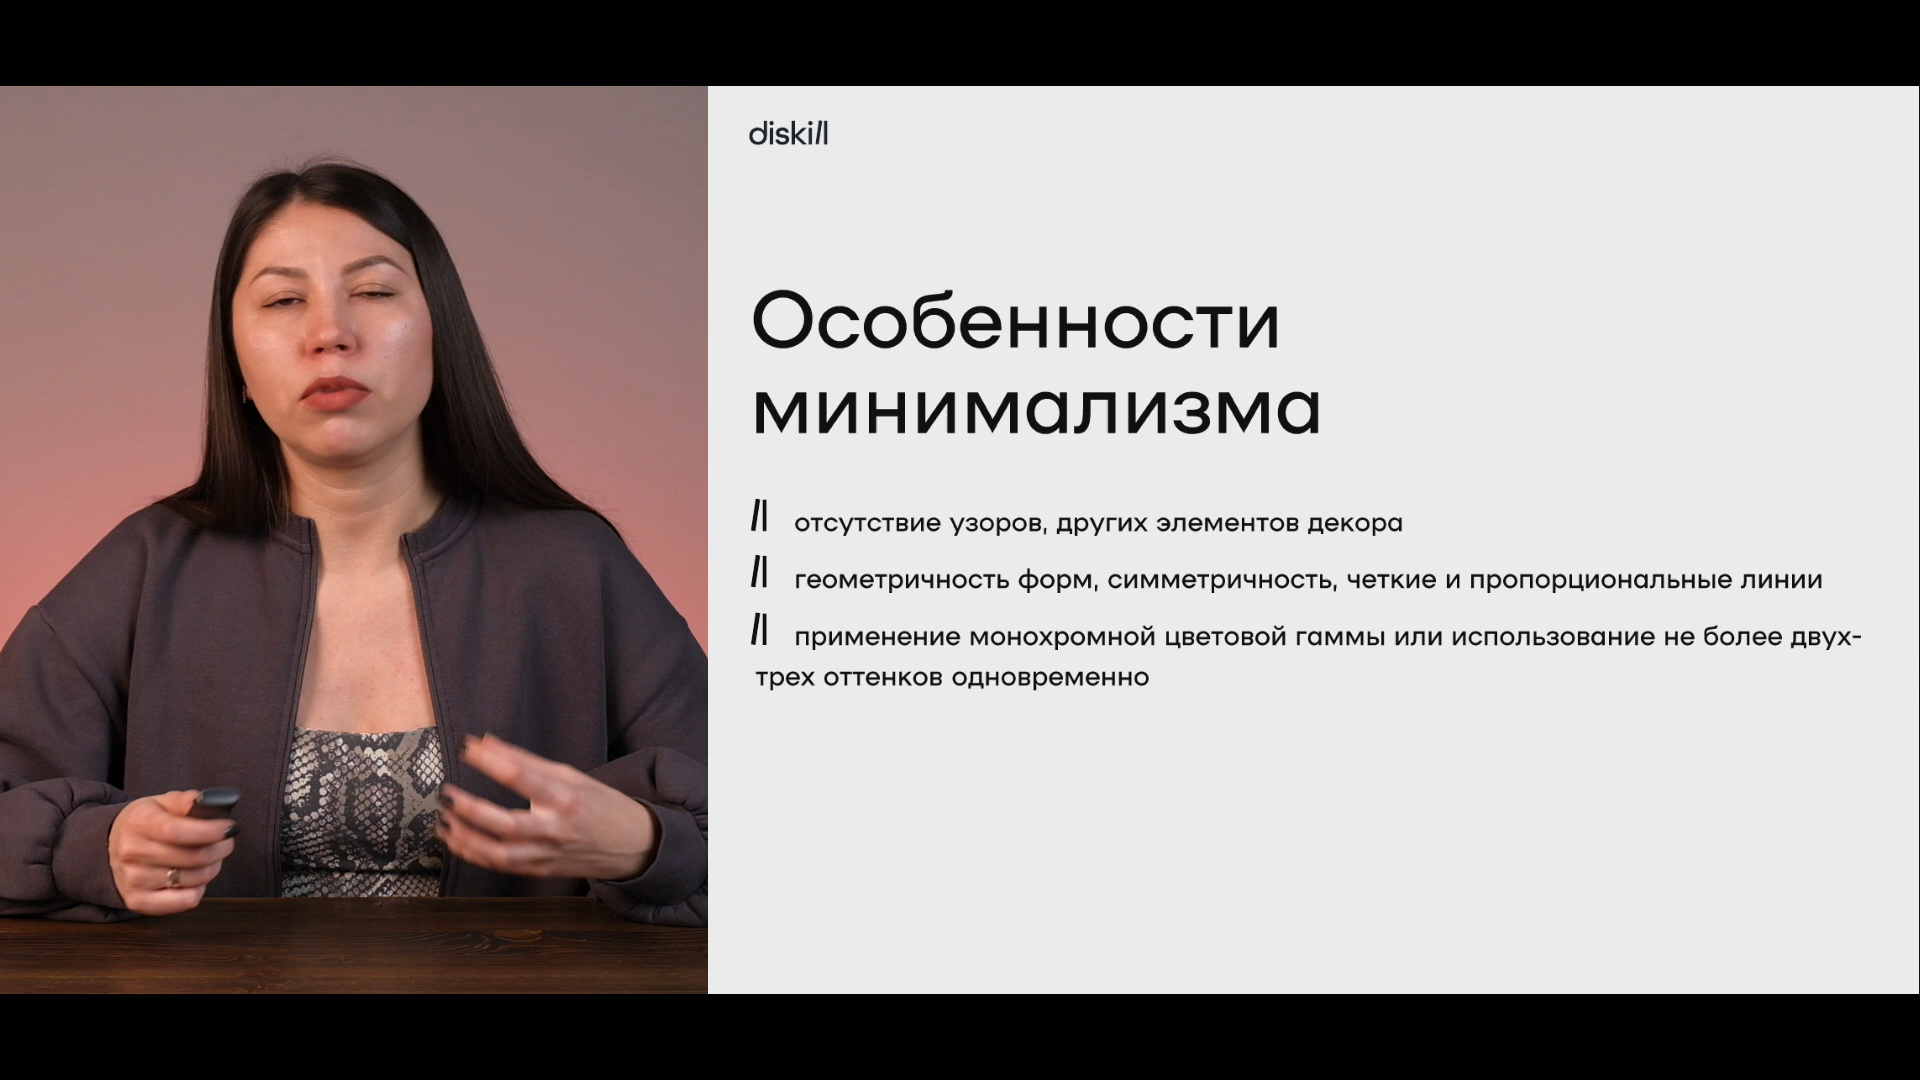 diskill
Особенности
минимализма
отсутствие узоров, других элементов декора
геометричность форм, симметричность, четкие и пропорциональные линии
применение монохромной цветовой гаммы или использование не более двух-
трех оттенков одновременно